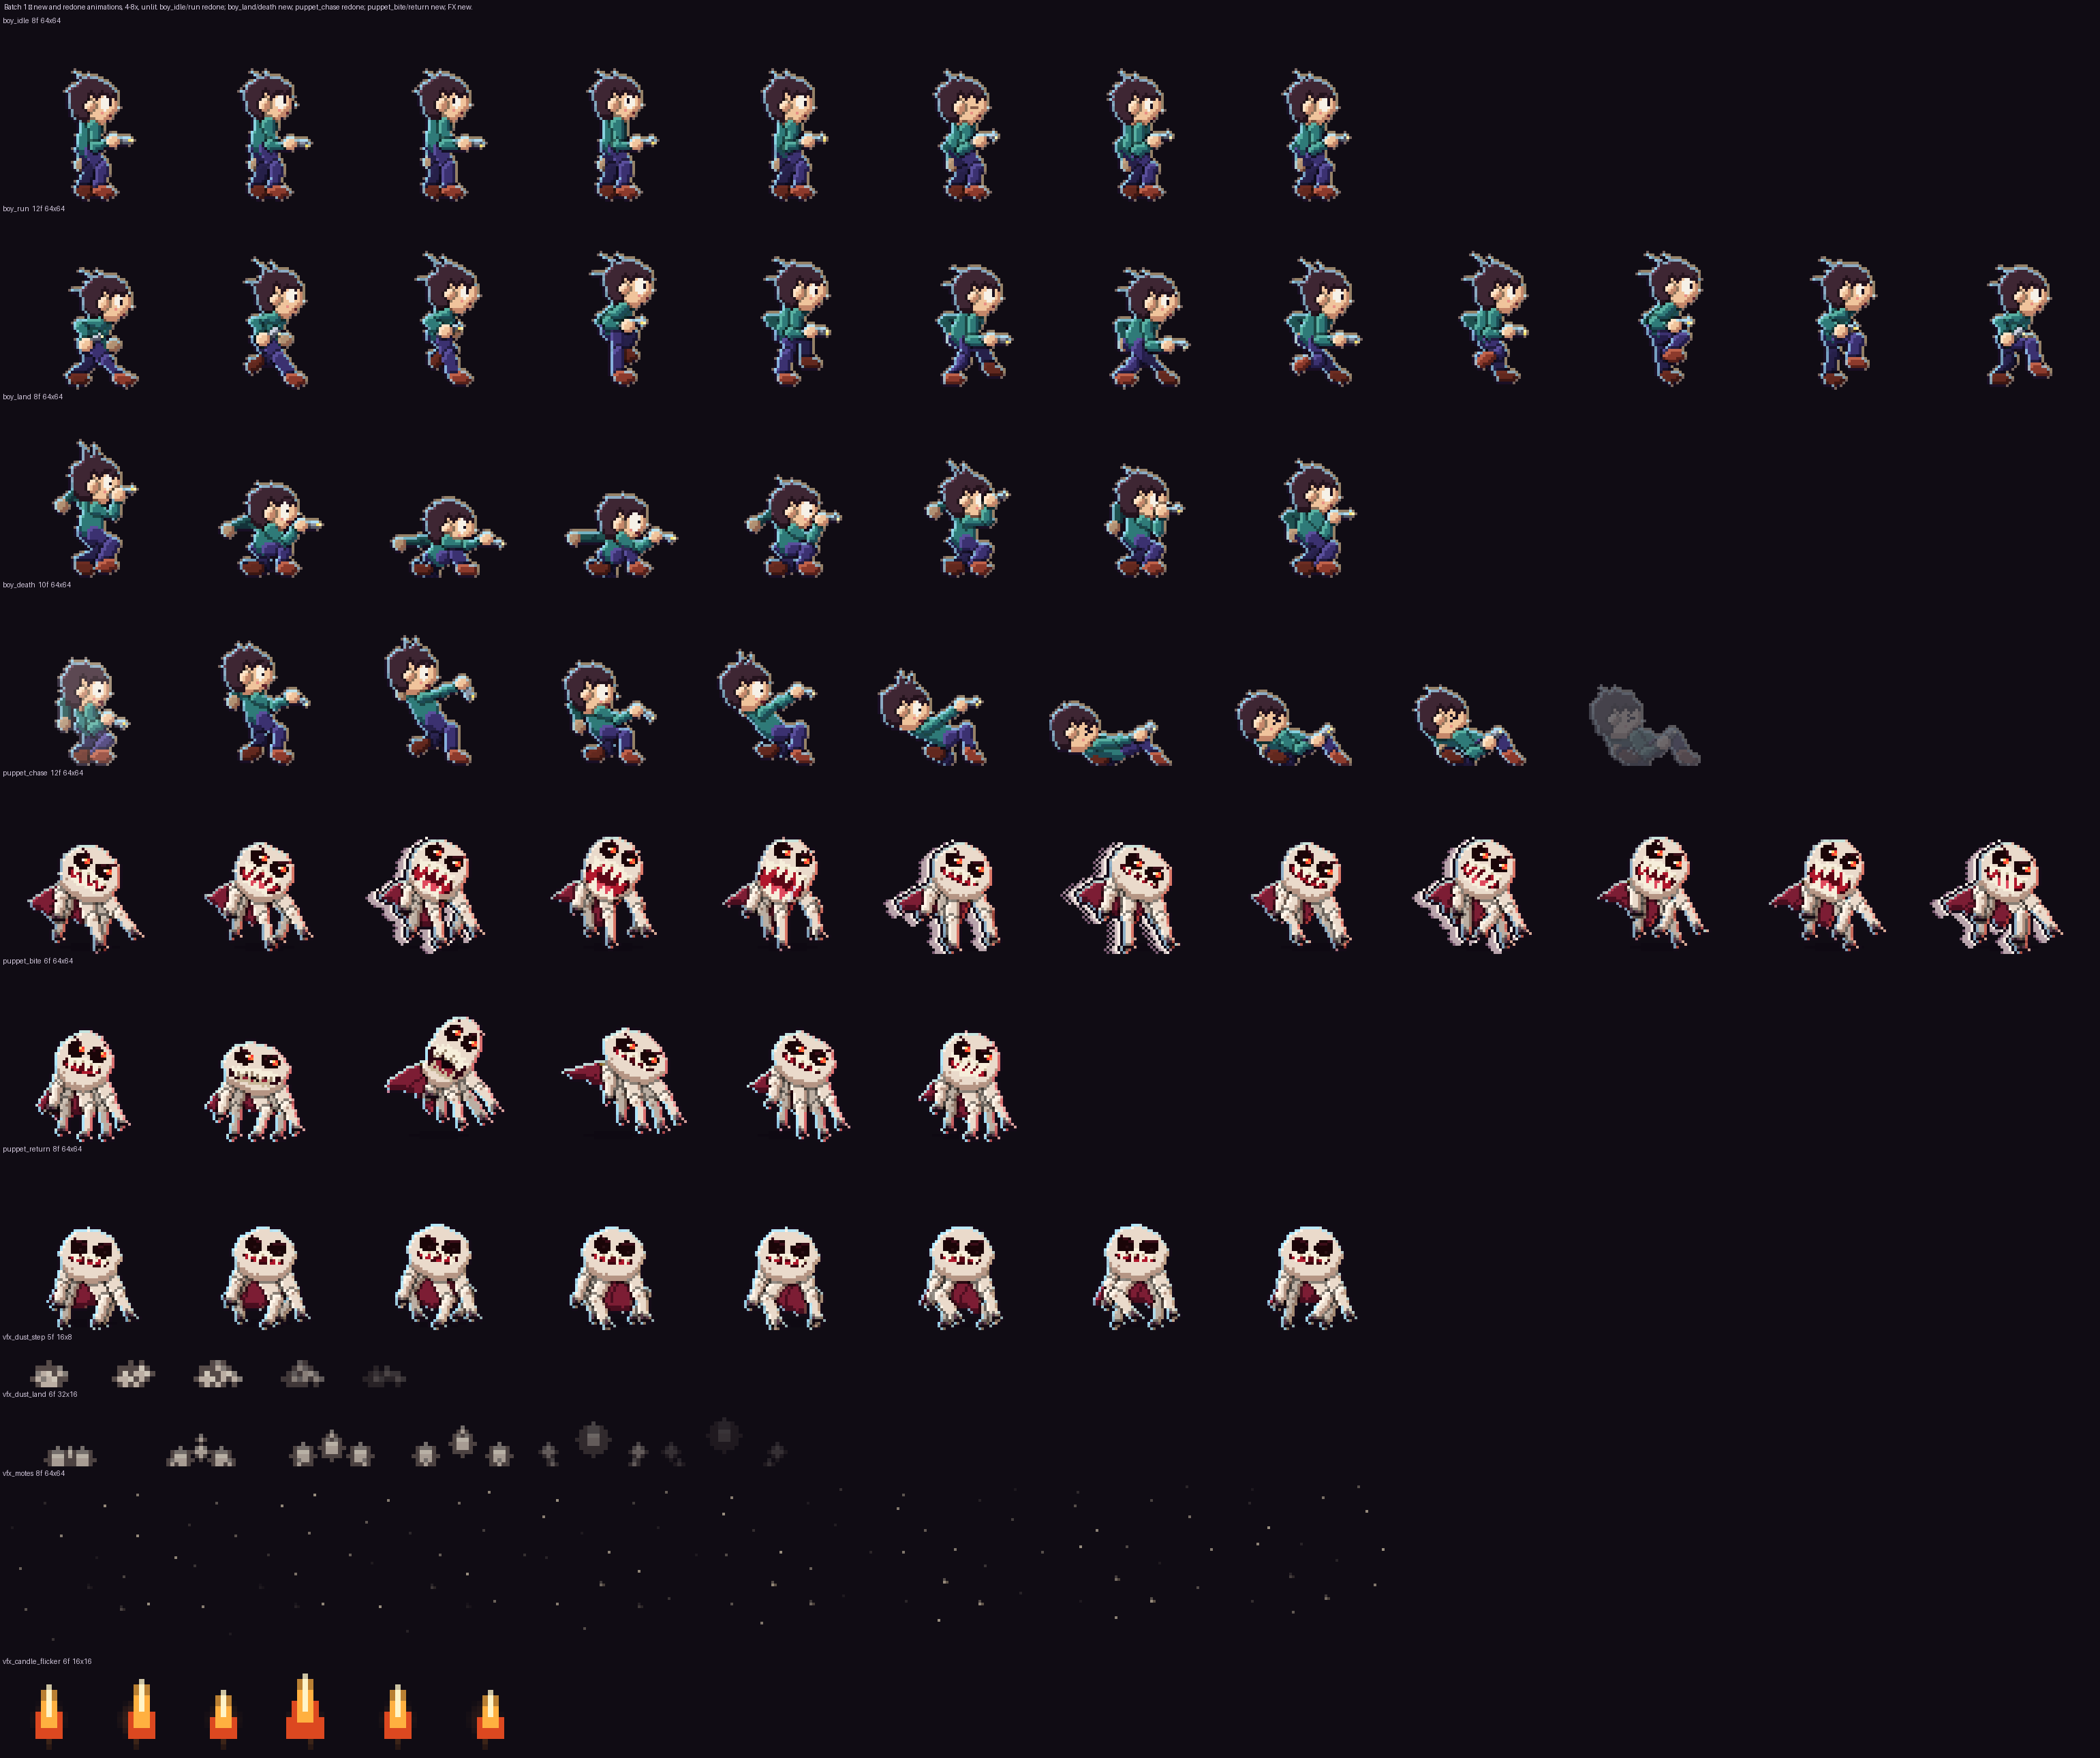 Batch 1 new and redone animations, 4-8x, unlit. boy_idle/run redone; boy_land/death new; puppet_chase redone; puppet_bite/return new; FX new.
boy_idle 8f 64x64
boy_run 12f 64x64
boy_land 8f 64x64
boy_death 10f 64x64
puppet_chase 12f 64x64
puppet_bite 6f 64x64
puppet_return 8f 64x64
vfx_dust_step 5f 16x8
vfx_dust_land 6f 32x16
vfx_motes 8f 64x64
vfx_candle_flicker 6f 16x16